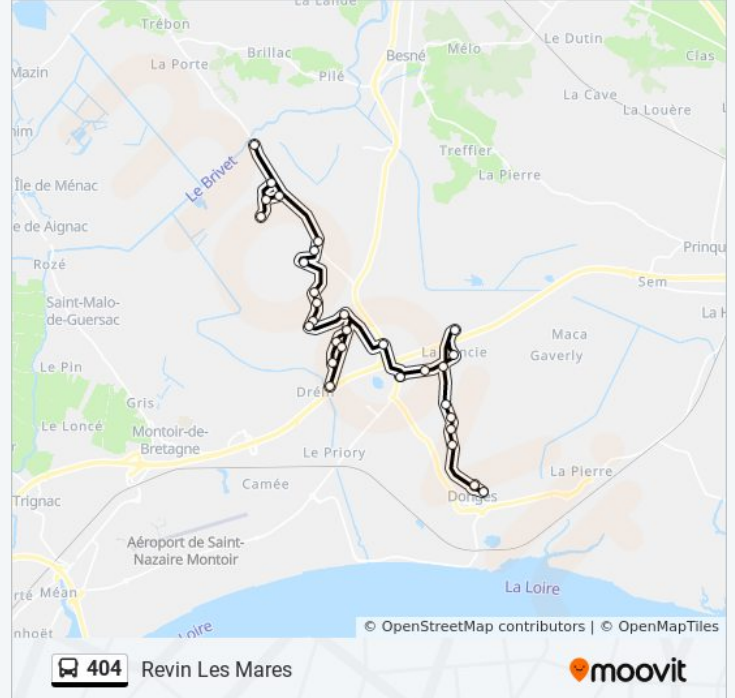 La Lande
Trébon
Brillac
Besné
Mélo
Le Dutin
Clas
La Porte
Pilé
Mazin
La Cave
La Louère
Treffier
La Pierre
Le Brivet
Île de Ménac
e de Aignac
Rozé
Prinqu
Sem
Saint-Malo-
de-Guersac
La H
Maca
Gaverly
Le Pin
Gris
Le Loncé
Montoir-de-
Bretagne
Le Priory
Camée
La Pierre
Donges
Trignac
Aéroport de Saint-
Nazaire Montoir
La Loire
Méan
Loire
© OpenStreetMap contributors | © OpenMapTiles
404 Revin Les Mares
moovit